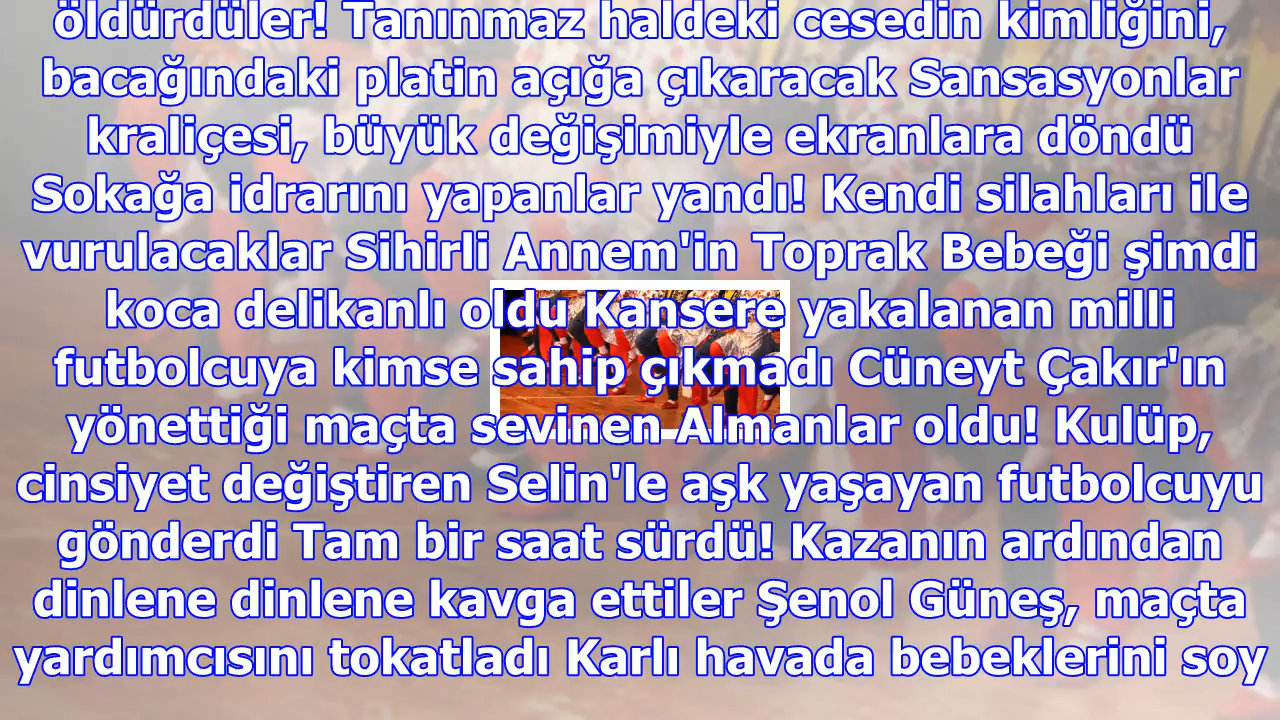 öldürdüler! Tanınmaz haldeki cesedin kimliğini,
bacağındaki platin açığa çıkaracak Sansasyonlar
kraliçesi, büyük değişimiyle ekranlara döndü
Sokağa idrarını yapanlar yandı! Kendi silahları ile
vurulacaklar Sihirli Annem'in Toprak Bebeği şimdi
koca delikanlı oldu Kansere yakalanan milli
futbolcuya kimse sahip çıkmadı Cüneyt Çakır'ın
yönettiği maçta sevinen Almanlar oldu! Kulüp,
cinsiyet değiştiren Selin'le aşk yaşayan futbolcuyu
gönderdi Tam bir saat sürdü! Kazanın ardından
dinlene dinlene kavga ettiler Şenol Güneş, maçta
yardımcısını tokatladı Karlı havada bebeklerini soy